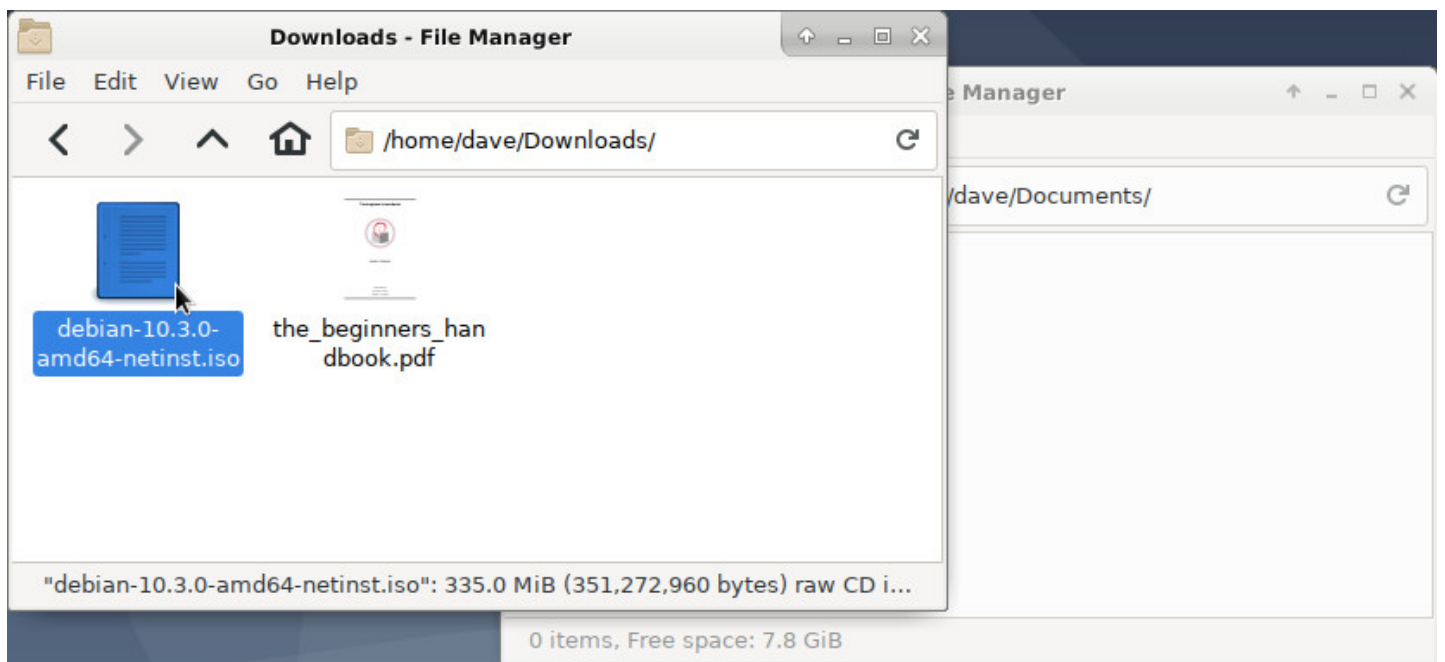 Downloads - File Manager
File Edit View Go Help
/home/dave/Downloads/
debian-10.3.0-
amd64-netinst.iso
the_beginners_han
dbook.pdf
"debian-10.3.0-amd64-netinst.iso": 335.0 MiB (351,272,960 bytes) raw CD i...
Manager
/dave/Documents/
0 items, Free space: 7.8 GiB